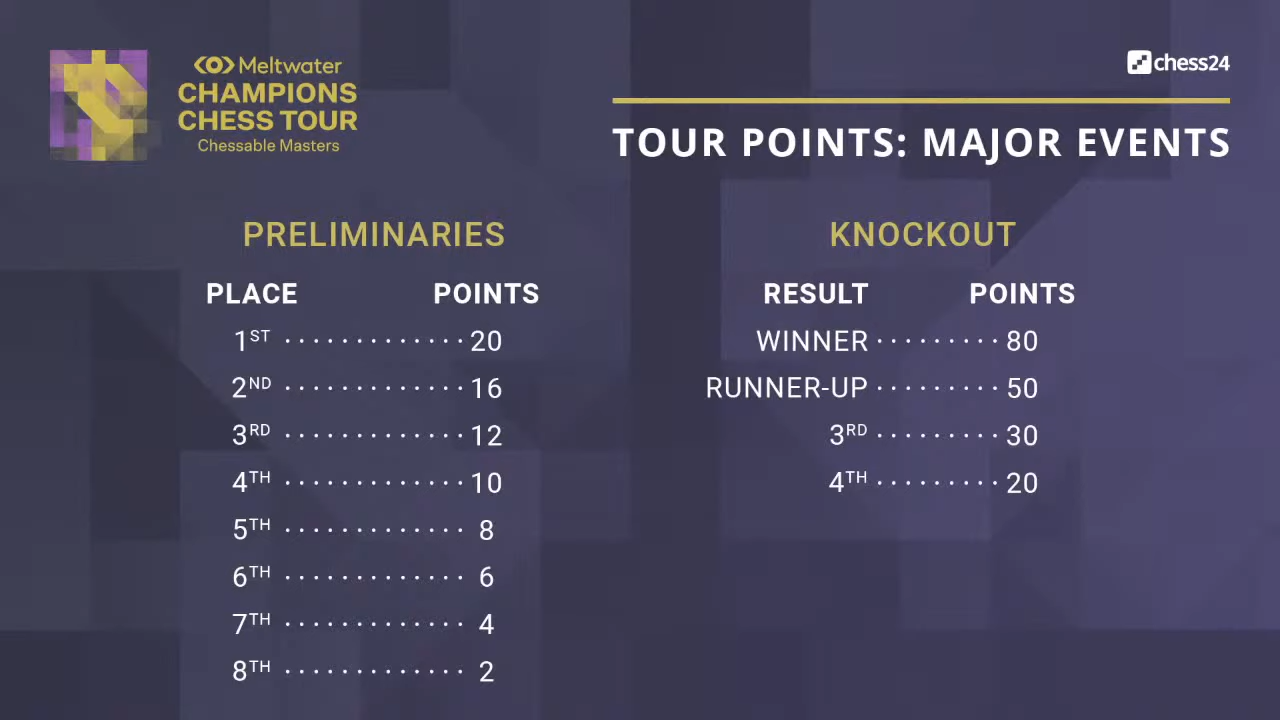 Meltwater
CHAMPIONS
CHESS TOUR
Chessable Masters
chess24
TOUR POINTS: MAJOR EVENTS
PRELIMINARIES
PLACE POINTS
1ST ............. 20
2ND ............. 16
3RD ............. 12
4TH ............. 10
5TH ............. 8
6TH ............. 6
7TH ............. 4
8TH ............. 2
KNOCKOUT
RESULT POINTS
WINNER ......... 80
RUNNER-UP ......... 50
3RD ......... 30
4TH ......... 20